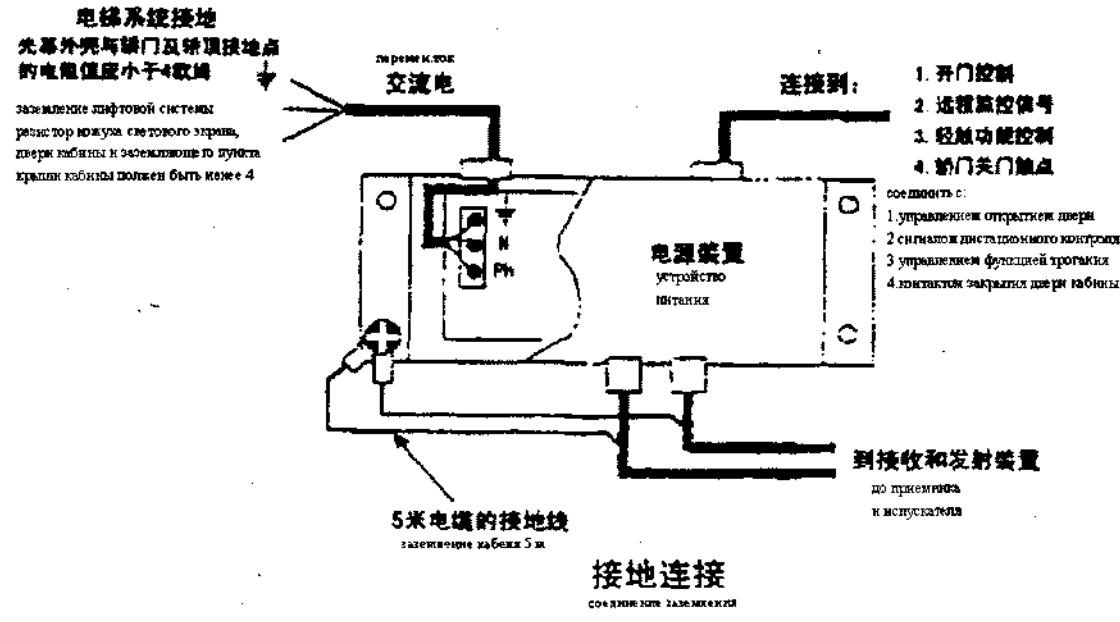 电梯系统接地
光幕外壳与轿门及轿顶接地点
的电阻值应小于4欧姆
заземление лифтовой системы
резистор кожуха светового экрана,
двери кабины и заземляющего пункта
крыши кабины должен быть менее 4
перемен.ток
交流电
连接到：
1. 开门控制
2. 远程监控信号
3. 轻触功能控制
4. 轿门关门触点
соединить с:
1.управлением открытием двери
2 сигналом дистационного контроля
3 управлением функцией трогания
4.контактом закрытия двери кабины
N
Ph
电源装置
устройство
питания
到接收和发射装置
до приемника
и испускателя
5米电缆的接地线
заземление кабеля 5 м
接地连接
соединение заземления